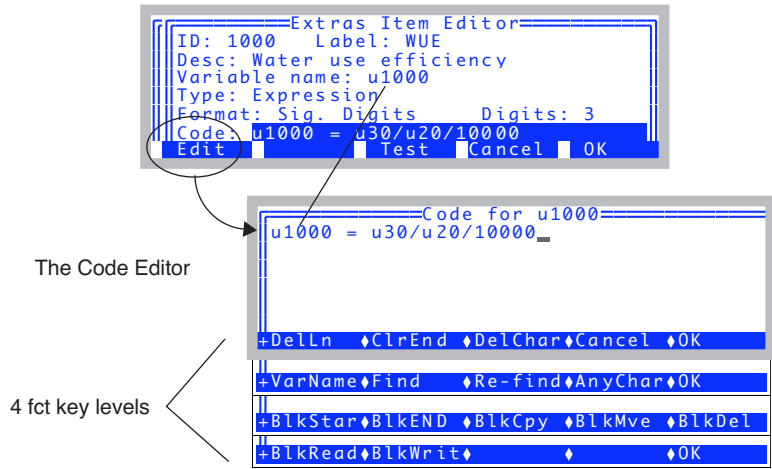 Extras Item Editor
ID: 1000 Label: WUE
Desc: Water use efficiency
Variable name: u1000
Type: Expression
Format: Sig. Digits Digits: 3
Code: u1000 = u30/u20/10000
Edit Test Cancel OK
Code for u1000
u1000 = u30/u20/10000_
The Code Editor
+DelLn ♦ClrEnd ♦DelChar♦Cancel ♦OK
+VarName♦Find ♦Re-find♦AnyChar♦OK
4 fct key levels
+BlkStar♦BlkEND ♦BlkCpy ♦BlkMve ♦BlkDel
+BlkRead♦BlkWrit♦ ♦ ♦OK